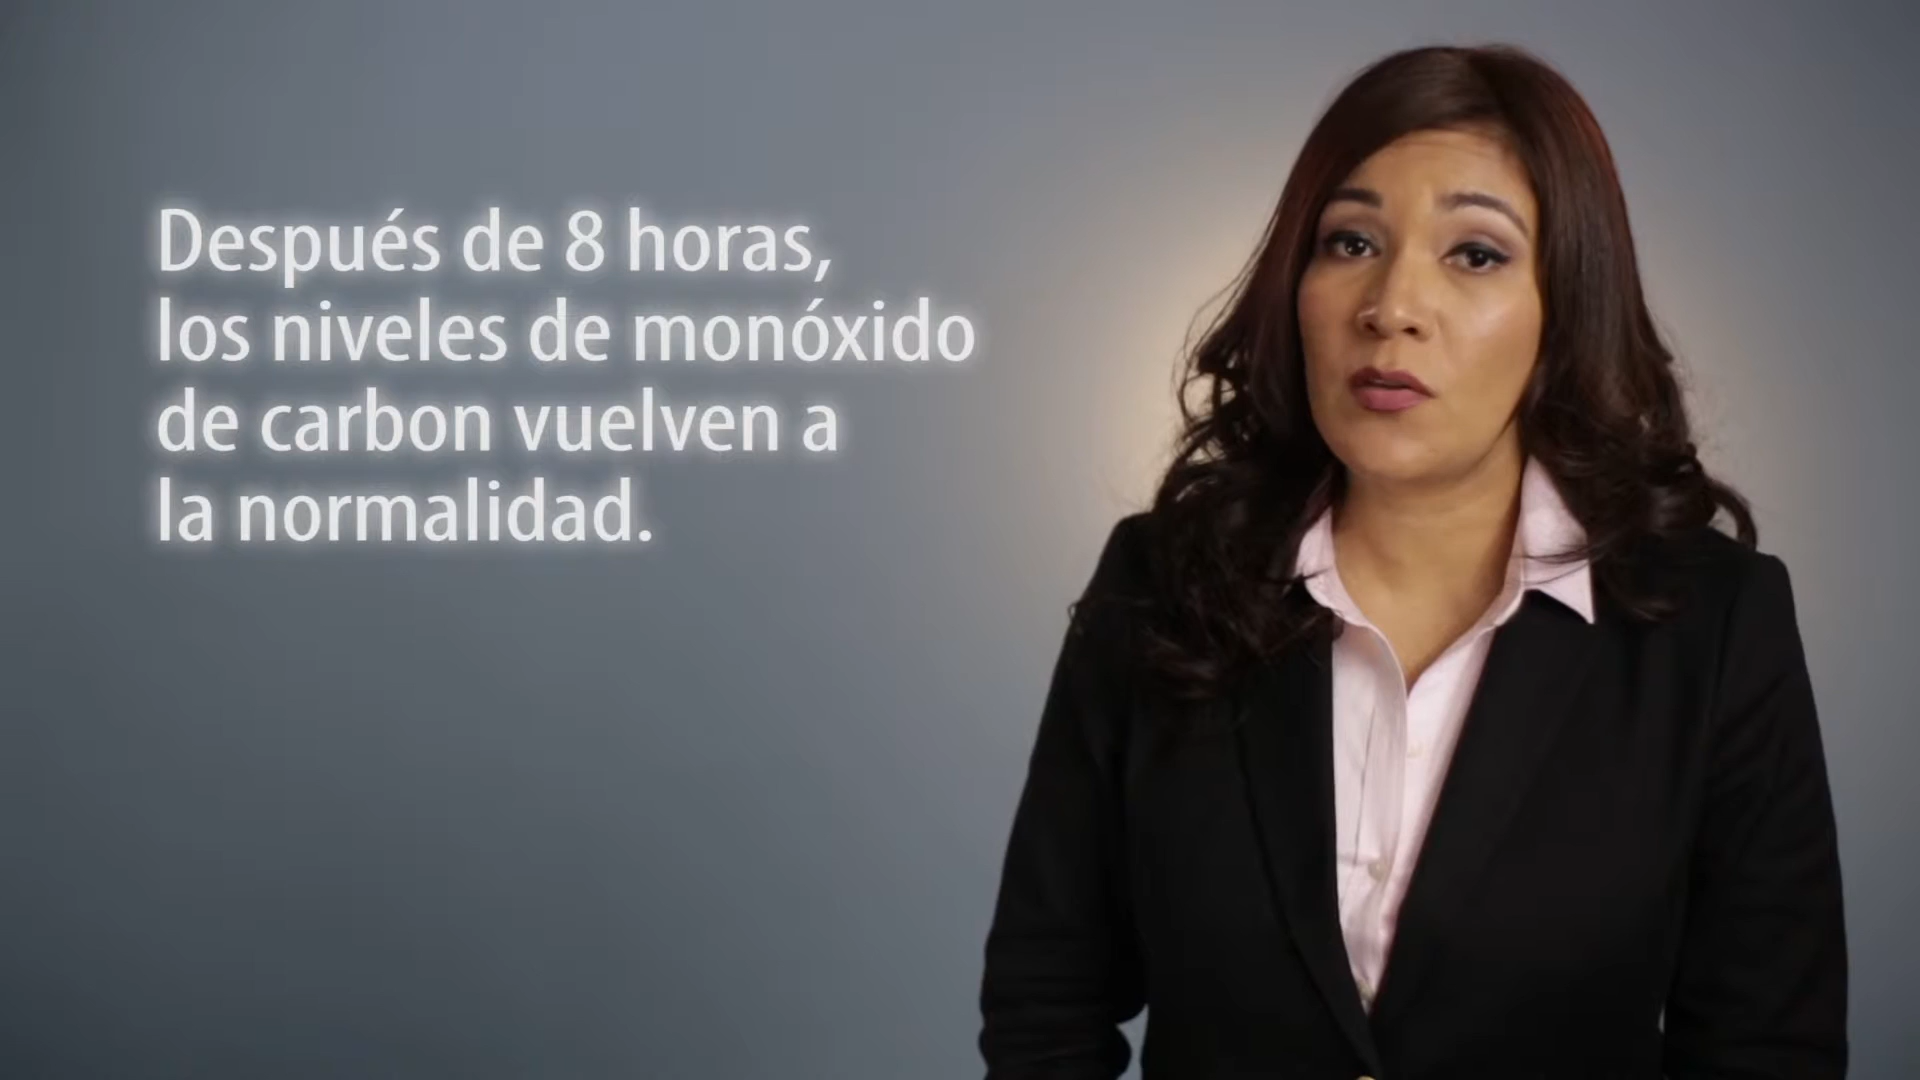 Después de 8 horas,
los niveles de monóxido
de carbon vuelven a
la normalidad.